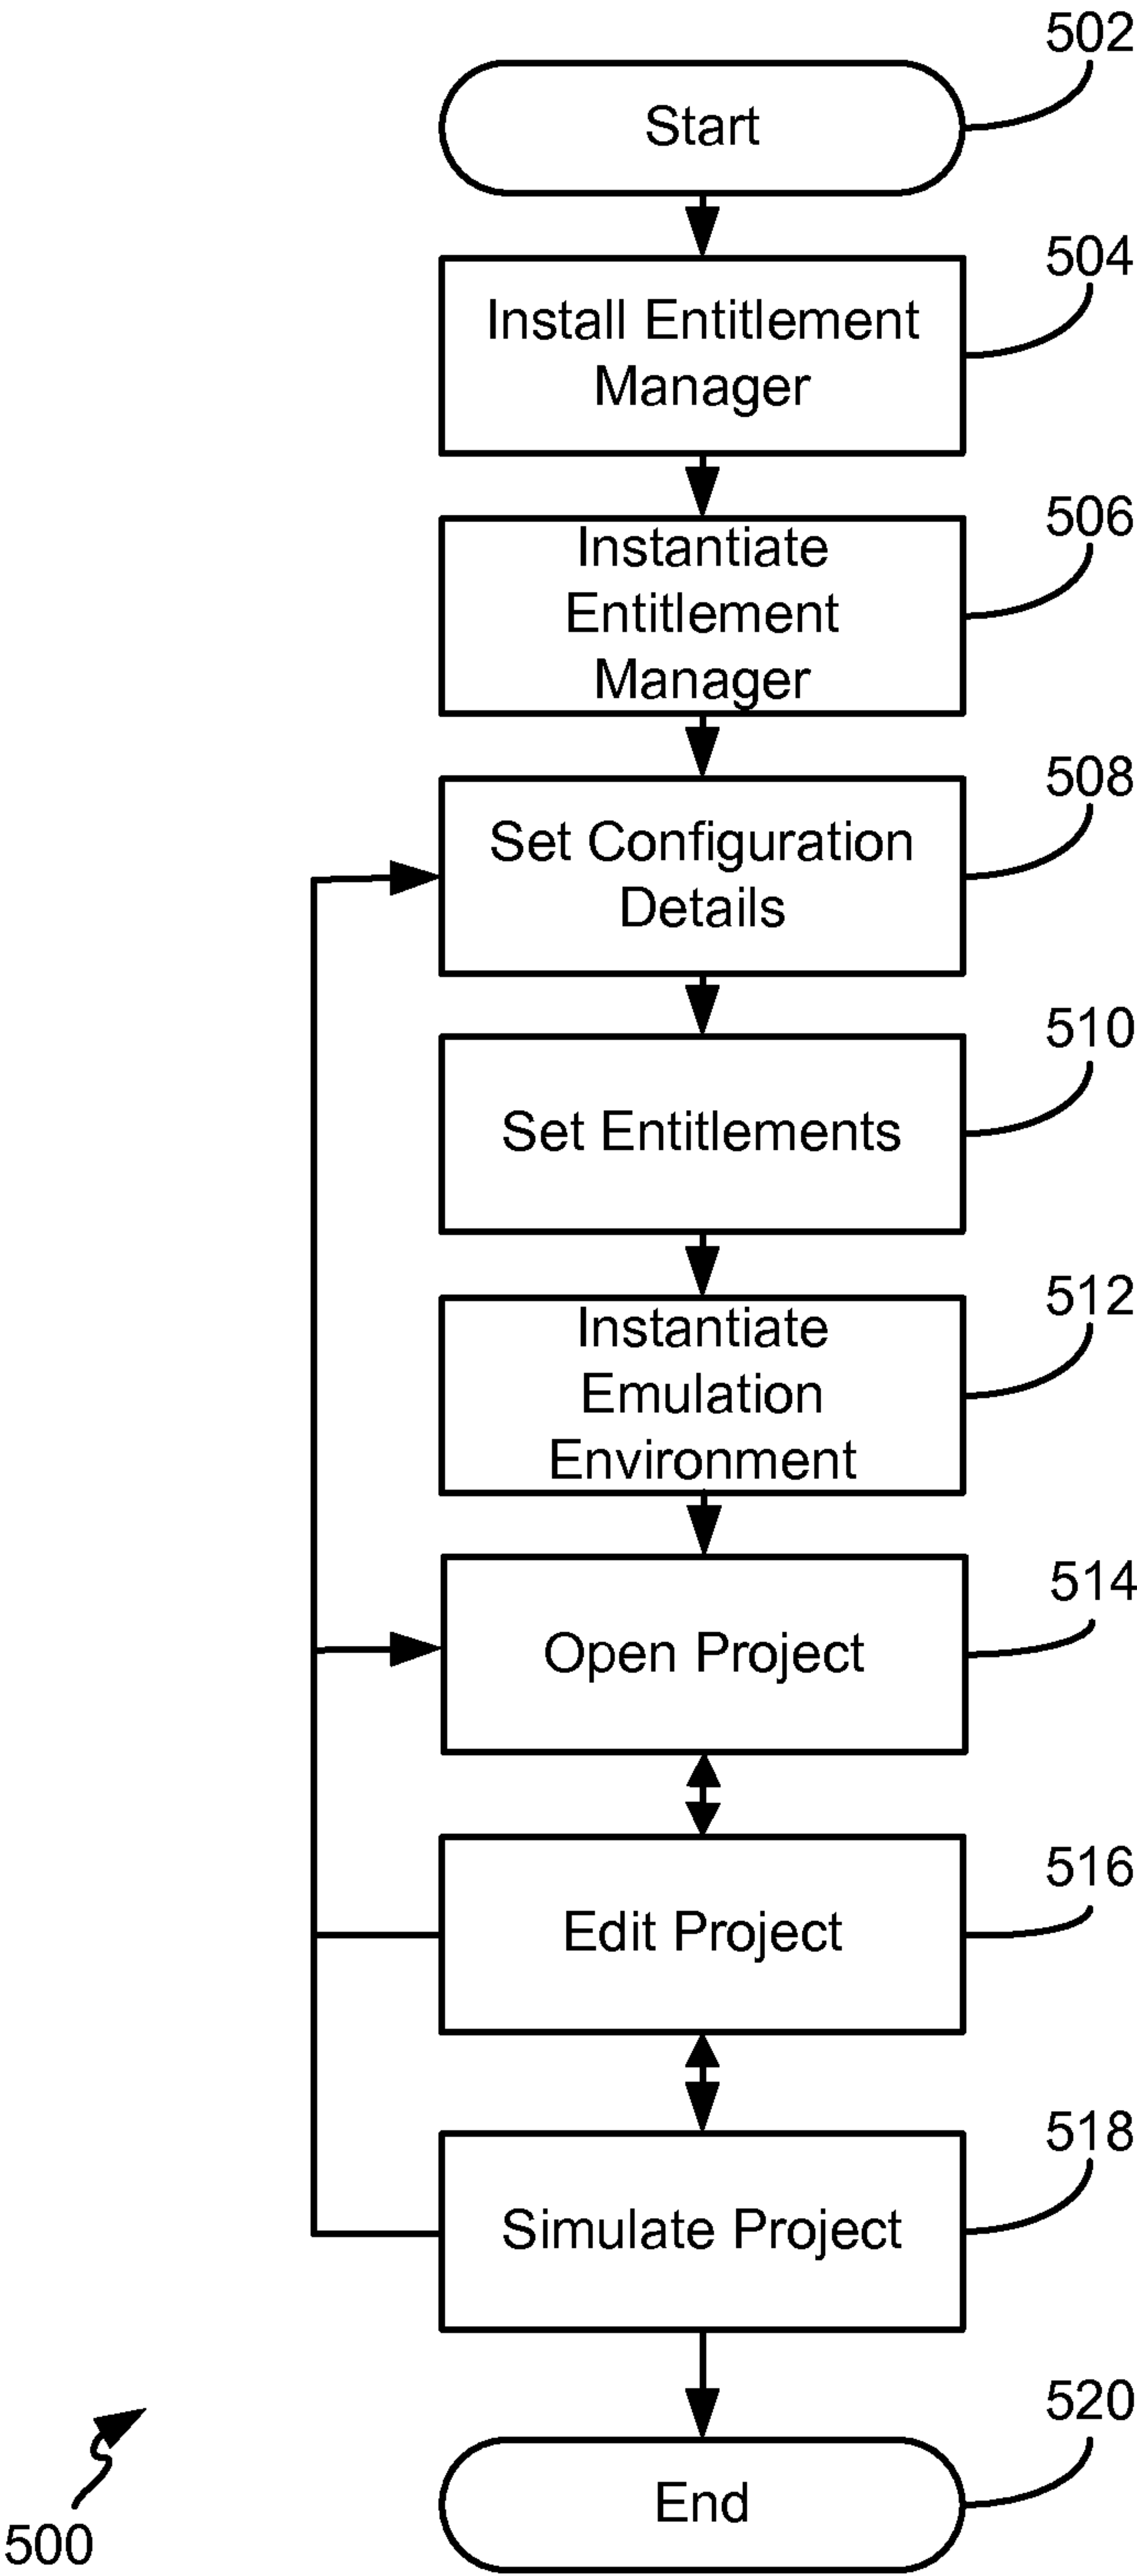 502
Start
504
Install Entitlement
Manager
506
Instantiate
Entitlement
Manager
508
Set Configuration
Details
510
Set Entitlements
512
Instantiate
Emulation
Environment
514
Open Project
516
Edit Project
518
Simulate Project
520
End
500